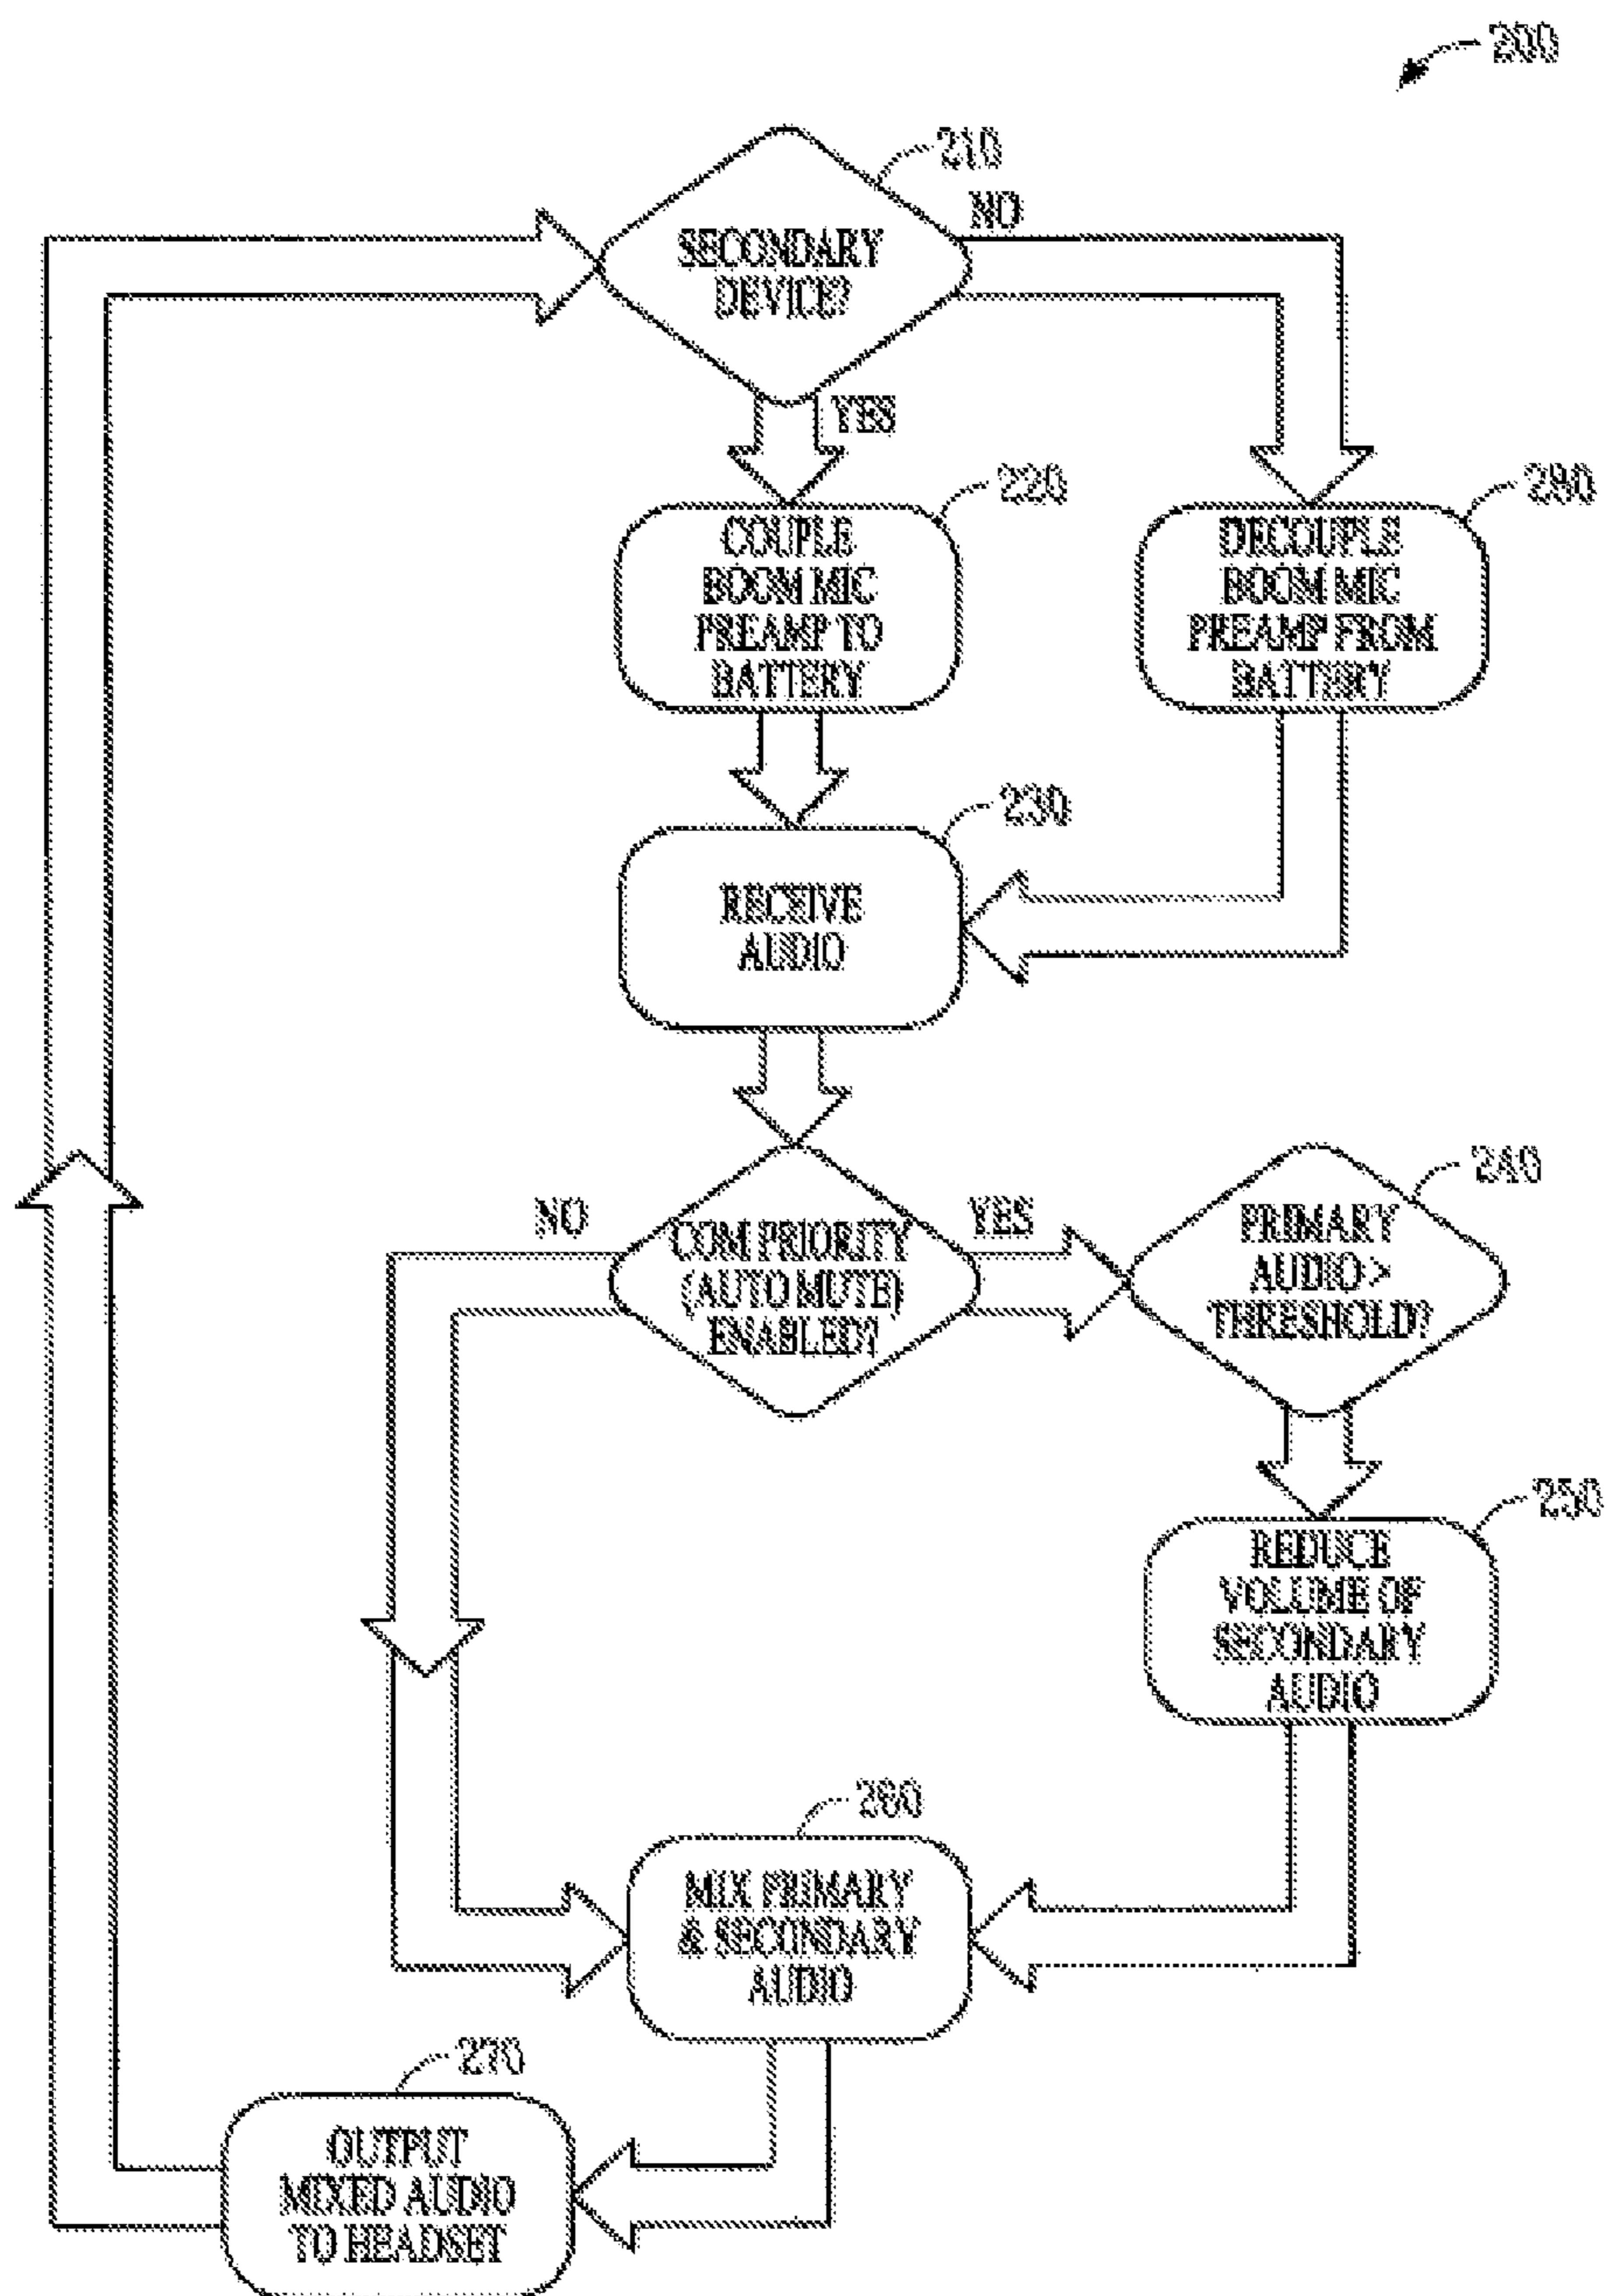 200
210
SECONDARY
DEVICE?
NO
YES
220
COUPLE
BOOM MIC
PREAMP TO
BATTERY
280
DECOUPLE
BOOM MIC
PREAMP FROM
BATTERY
230
RECEIVE
AUDIO
NO
COM PRIORITY
(AUTO MUTE)
ENABLED?
YES
240
PRIMARY
AUDIO >
THRESHOLD?
250
REDUCE
VOLUME OF
SECONDARY
AUDIO
260
MIX PRIMARY
& SECONDARY
AUDIO
270
OUTPUT
MIXED AUDIO
TO HEADSET